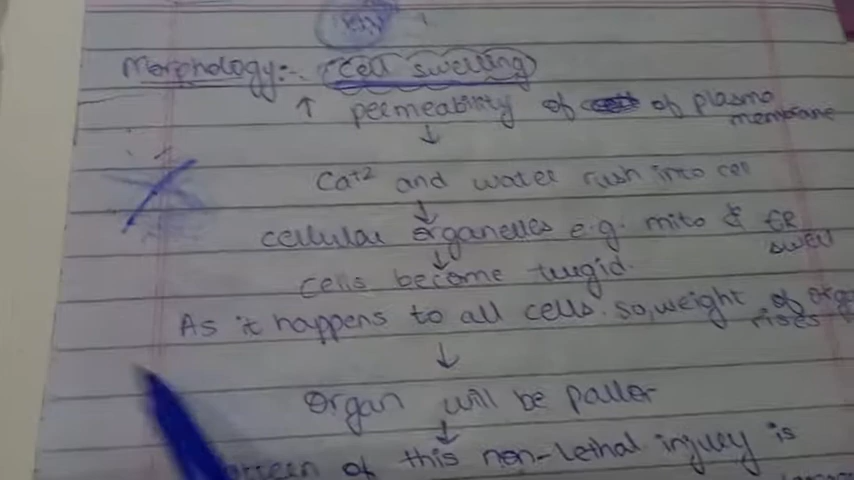 Morphology:- cell swelling
↑ permeability of of plasma
membrane
↓
Ca+2 and water rush into cell
↓
cellular organelles e.g. mito & ER
swell
↓
cells become turgid.
As it happens to all cells. so, weight of organ
rises
↓
Organ will be pallor
↓
of this non-lethal injury is